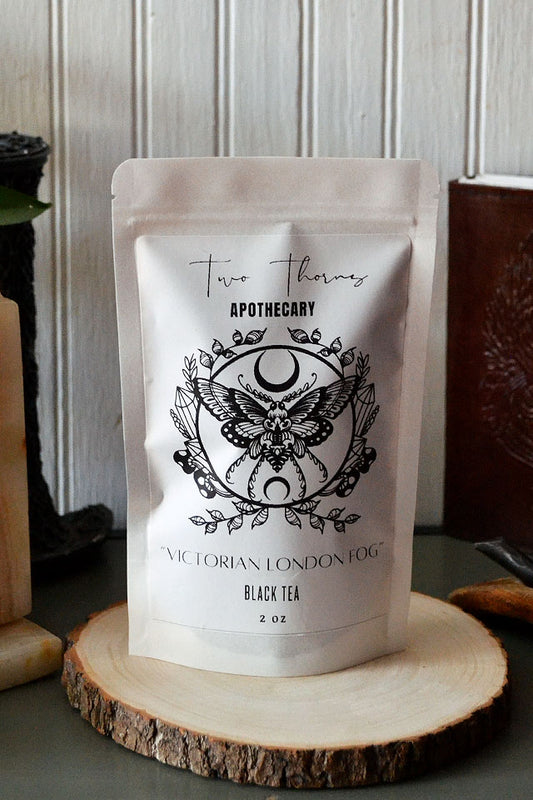 Two Thorns
APOTHECARY
"VICTORIAN LONDON FOG"
BLACK TEA
2 OZ